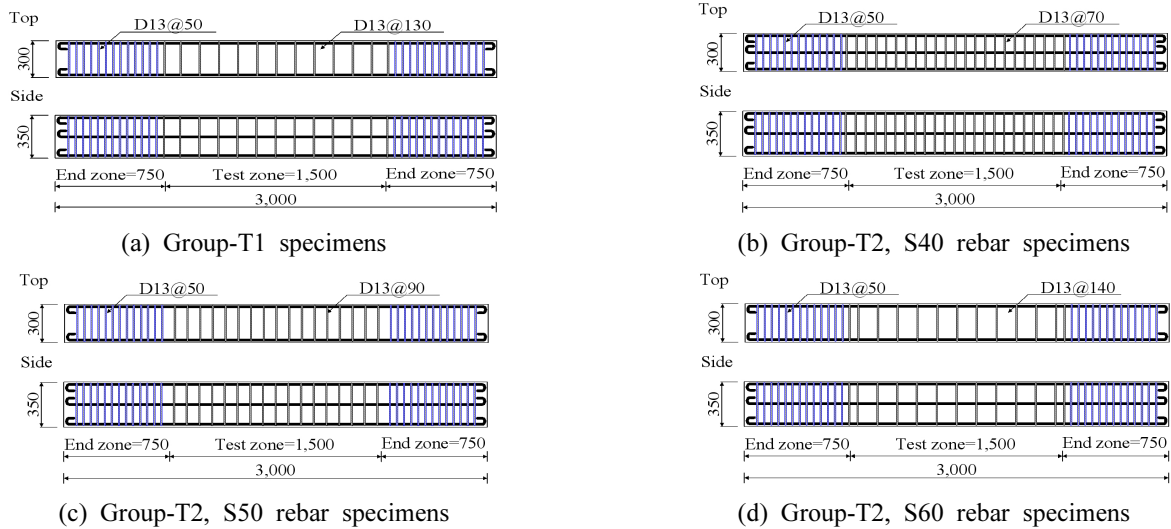 Top
D13@50
D13@130
300
Side
350
End zone=750
Test zone=1,500
End zone=750
3,000
(a) Group-T1 specimens
Top
D13@50
D13@70
300
Side
350
End zone=750
Test zone=1,500
End zone=750
3,000
(b) Group-T2, S40 rebar specimens
Top
D13@50
D13@90
300
Side
350
End zone=750
Test zone=1,500
End zone=750
3,000
(c) Group-T2, S50 rebar specimens
Top
D13@50
D13@140
300
Side
350
End zone=750
Test zone=1,500
End zone=750
3,000
(d) Group-T2, S60 rebar specimens